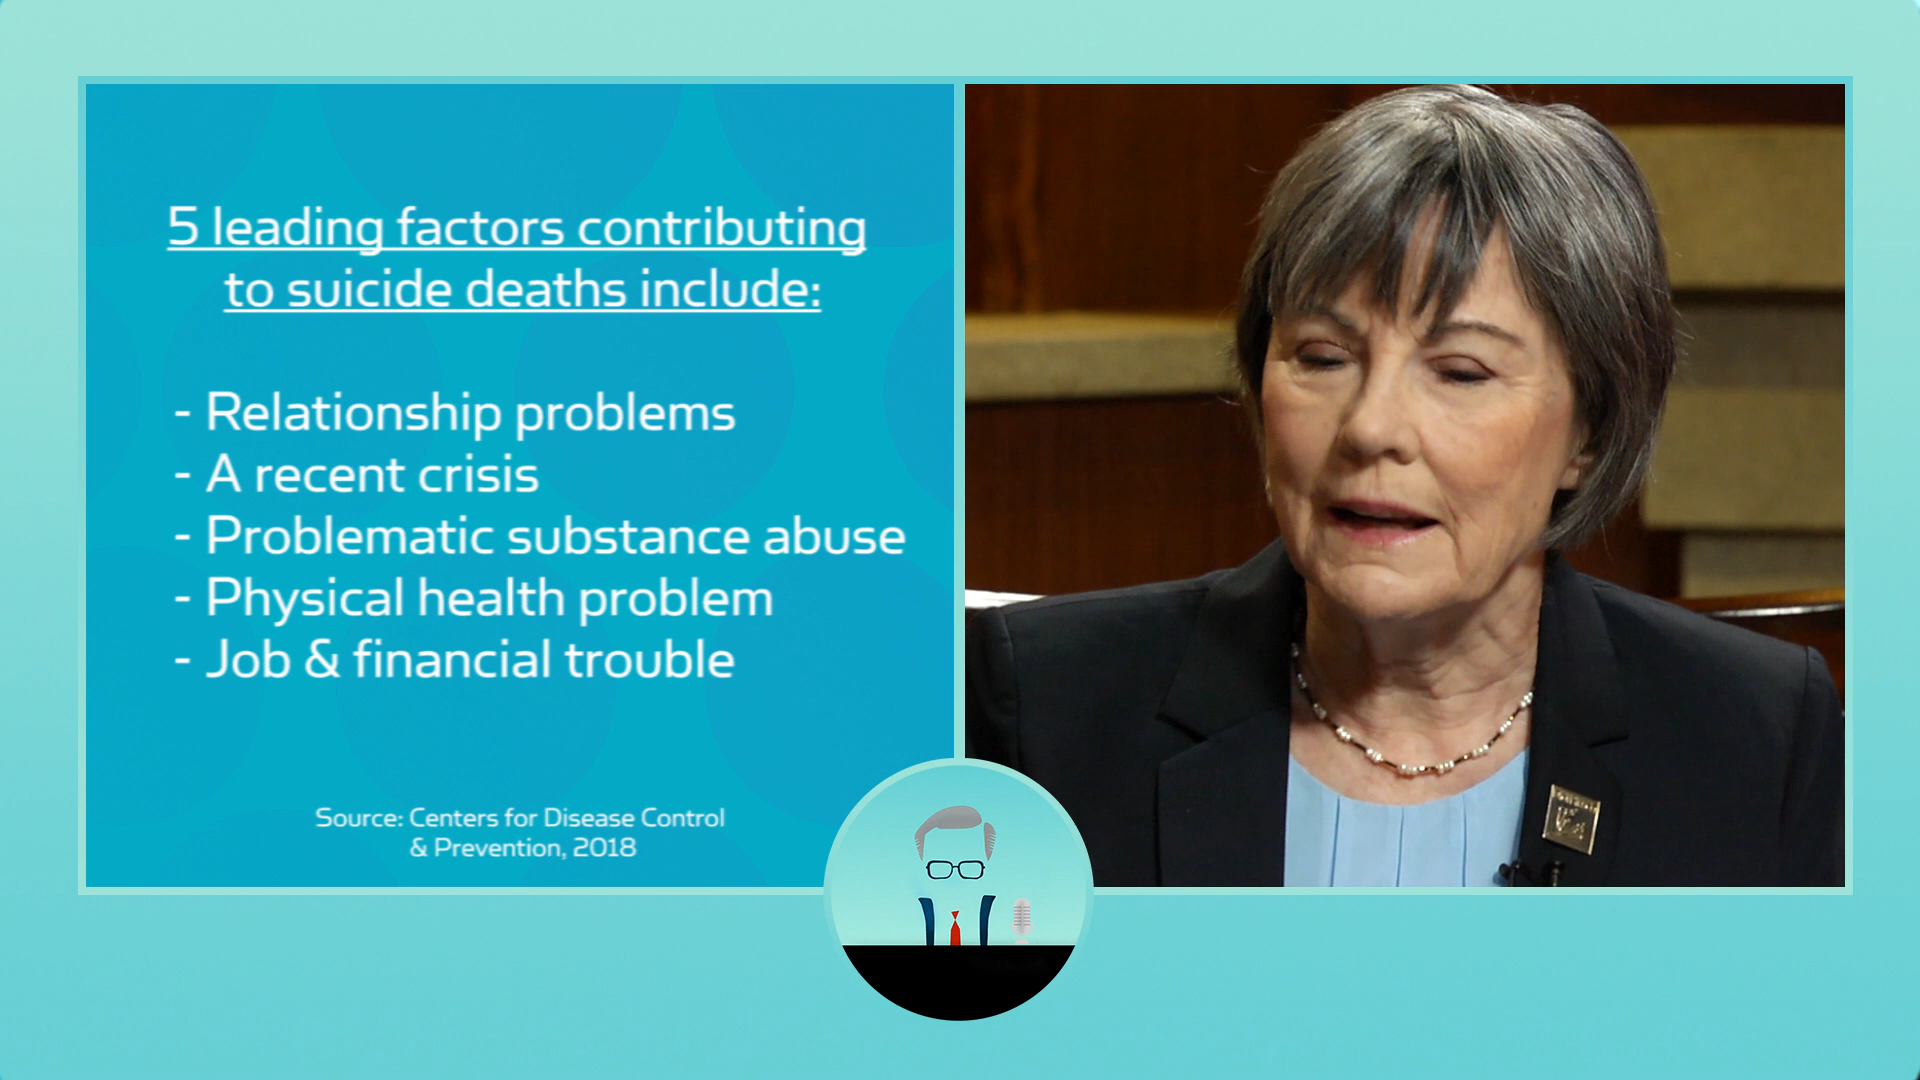 5 leading factors contributing
to suicide deaths include:
- Relationship problems
- A recent crisis
- Problematic substance abuse
- Physical health problem
- Job & financial trouble
Source: Centers for Disease Control
& Prevention, 2018